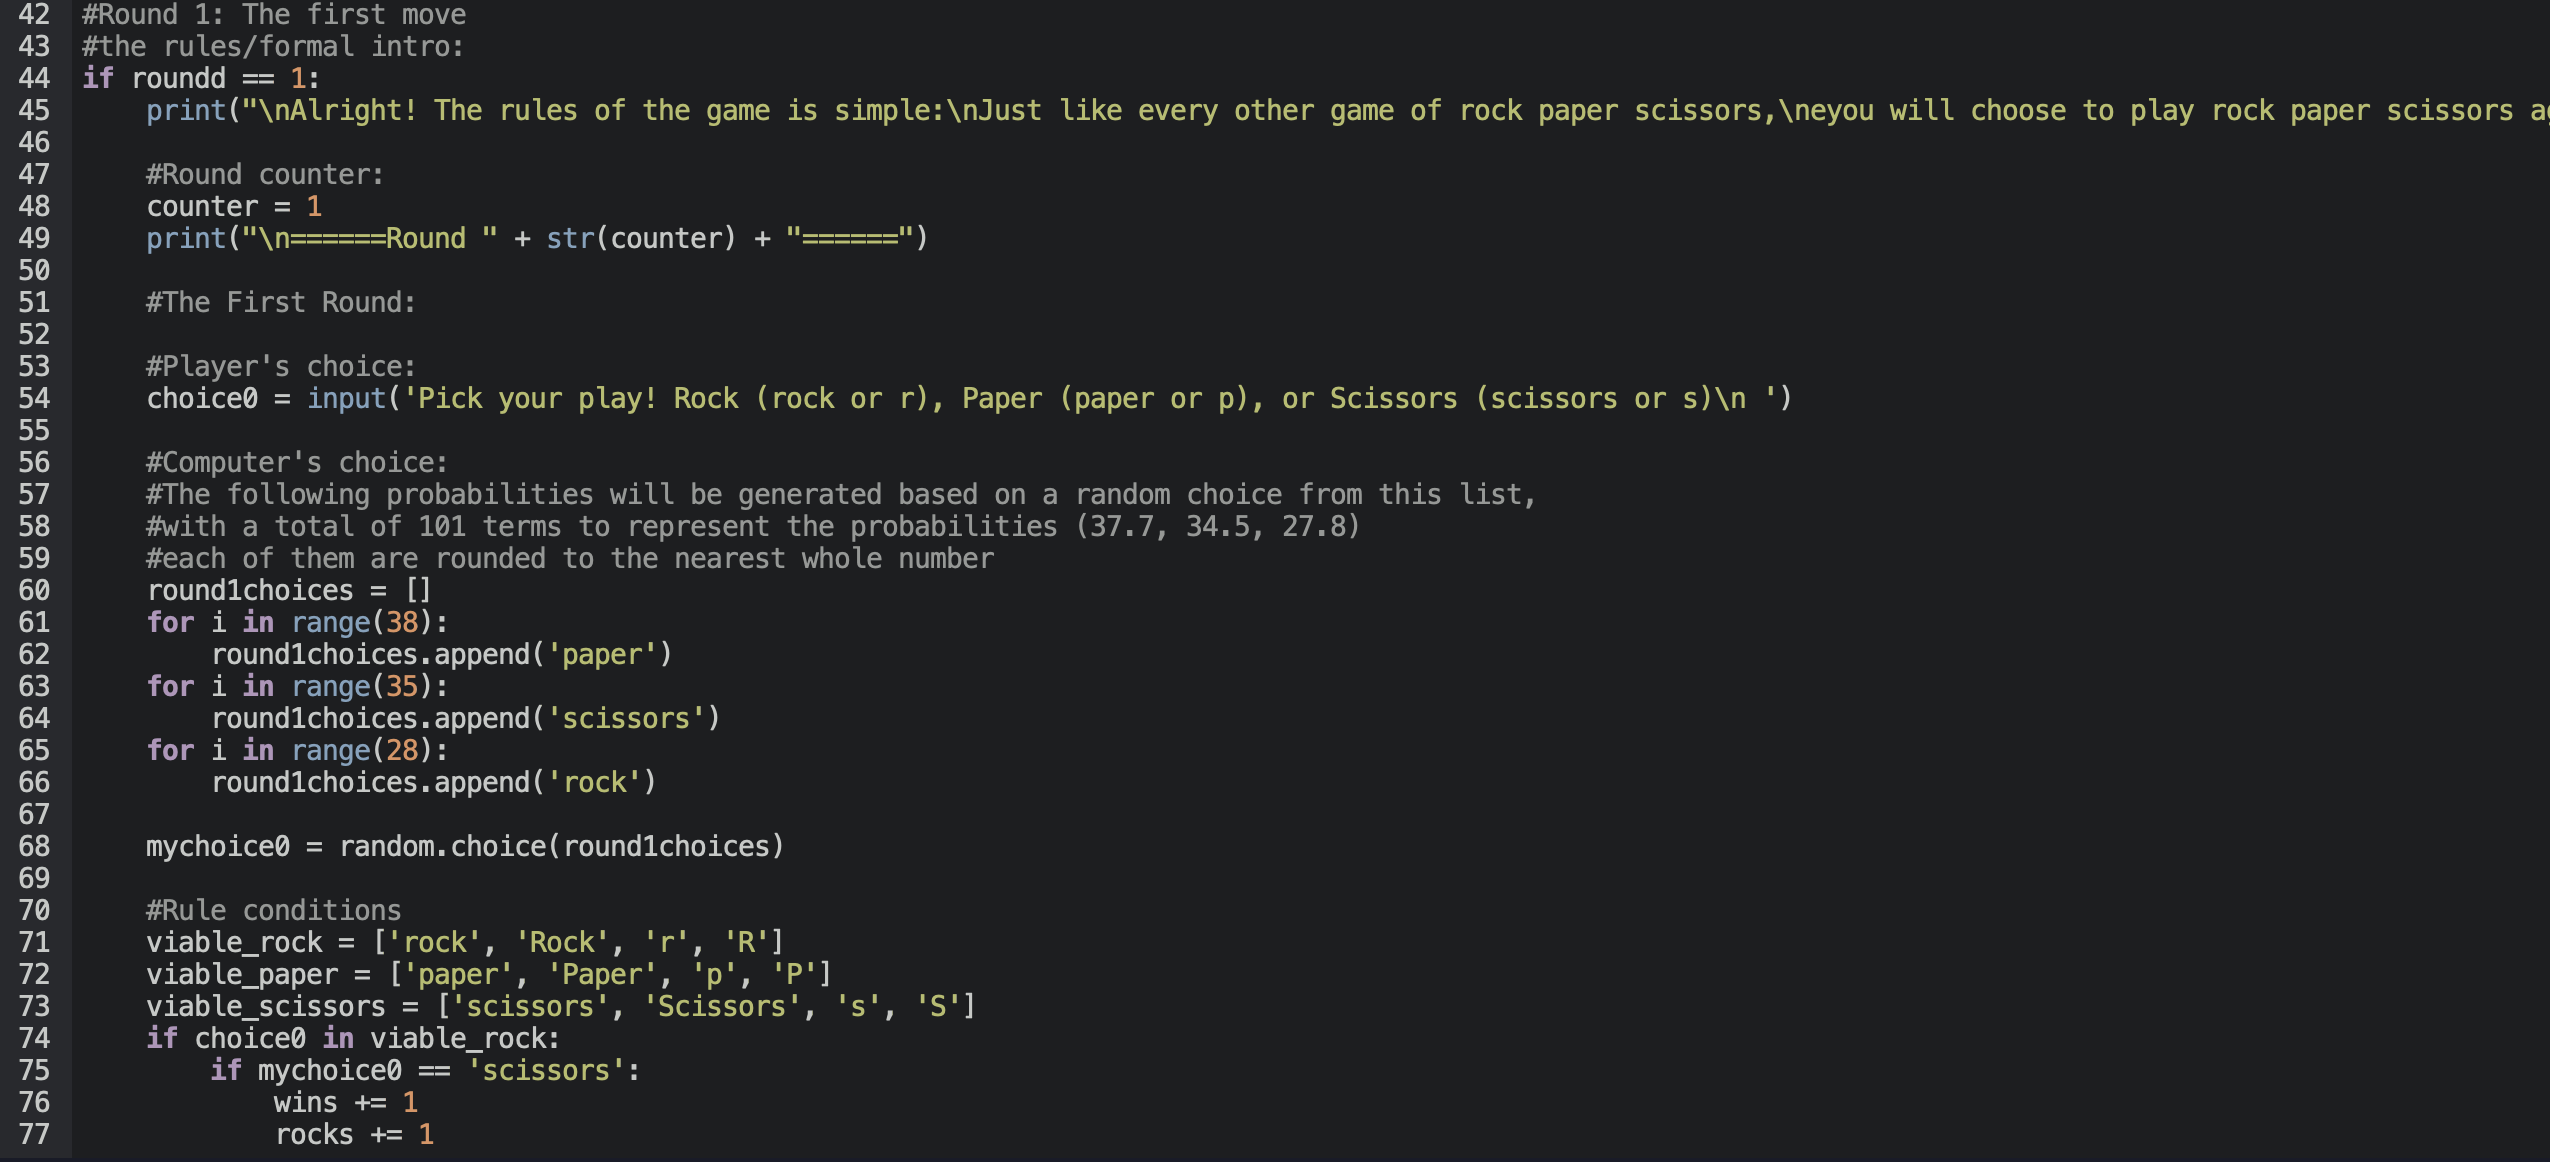 42 #Round 1: The first move
43 #the rules/formal intro:
44 if roundd == 1:
45     print("\nAlright! The rules of the game is simple:\nJust like every other game of rock paper scissors,\neyou will choose to play rock paper scissors
46
47     #Round counter:
48     counter = 1
49     print("\n======Round " + str(counter) + "======")
50
51     #The First Round:
52
53     #Player's choice:
54     choice0 = input('Pick your play! Rock (rock or r), Paper (paper or p), or Scissors (scissors or s)\n ')
55
56     #Computer's choice:
57     #The following probabilities will be generated based on a random choice from this list,
58     #with a total of 101 terms to represent the probabilities (37.7, 34.5, 27.8)
59     #each of them are rounded to the nearest whole number
60     round1choices = []
61     for i in range(38):
62         round1choices.append('paper')
63     for i in range(35):
64         round1choices.append('scissors')
65     for i in range(28):
66         round1choices.append('rock')
67
68     mychoice0 = random.choice(round1choices)
69
70     #Rule conditions
71     viable_rock = ['rock', 'Rock', 'r', 'R']
72     viable_paper = ['paper', 'Paper', 'p', 'P']
73     viable_scissors = ['scissors', 'Scissors', 's', 'S']
74     if choice0 in viable_rock:
75         if mychoice0 == 'scissors':
76             wins += 1
77             rocks += 1